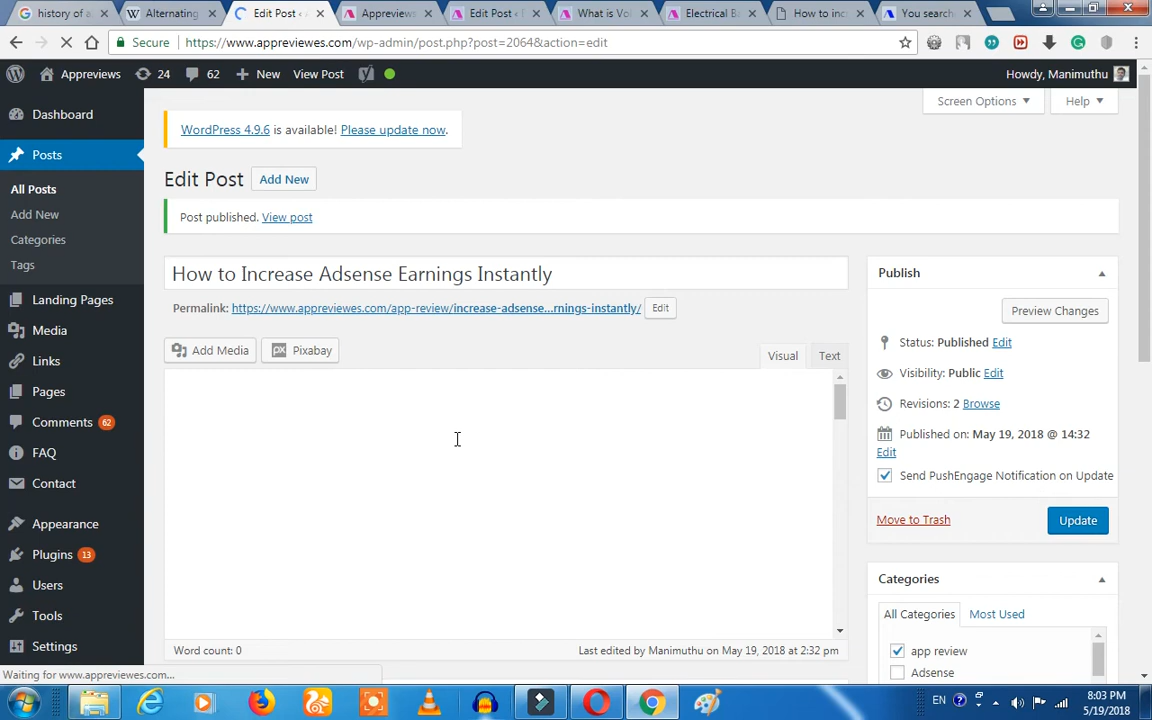 history of a
Alternating
Edit Post ‹
Appreviews
Edit Post ‹
What is Vol
Electrical Ba
How to incr
You search
Secure
https://www.appreviewes.com/wp-admin/post.php?post=2064&action=edit
Appreviews
24
62
New
View Post
Howdy, Manimuthu
Screen Options
Help
Dashboard
WordPress 4.9.6 is available! Please update now.
Posts
Edit Post
Add New
All Posts
Post published. View post
Add New
Categories
Tags
How to Increase Adsense Earnings Instantly
Publish
Landing Pages
Permalink: https://www.appreviewes.com/app-review/increase-adsense...rnings-instantly/
Edit
Preview Changes
Media
Add Media
Pixabay
Visual
Text
Status: Published Edit
Links
Visibility: Public Edit
Pages
Revisions: 2 Browse
Comments 62
Published on: May 19, 2018 @ 14:32
Edit
FAQ
Send PushEngage Notification on Update
Contact
Move to Trash
Update
Appearance
Plugins 13
Categories
Users
All Categories
Most Used
Tools
app review
Settings
Word count: 0
Last edited by Manimuthu on May 19, 2018 at 2:32 pm
Adsense
Waiting for www.appreviewes.com...
EN
8:03 PM
5/19/2018